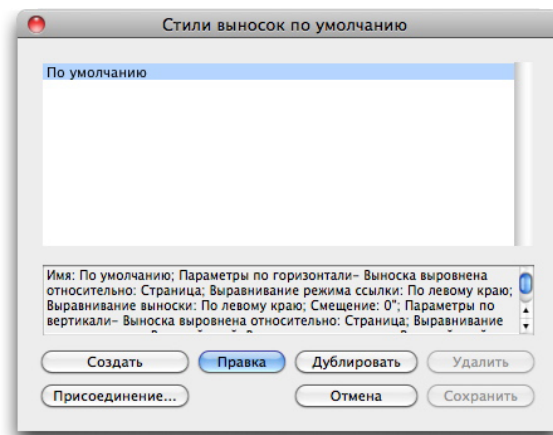 Стили выносок по умолчанию
По умолчанию
Имя: По умолчанию; Параметры по горизонтали– Выноска выровнена
относительно: Страница; Выравнивание режима ссылки: По левому краю;
Выравнивание выноски: По левому краю; Смещение: 0"; Параметры по
вертикали– Выноска выровнена относительно: Страница; Выравнивание
Создать Правка Дублировать Удалить
Присоединение... Отмена Сохранить